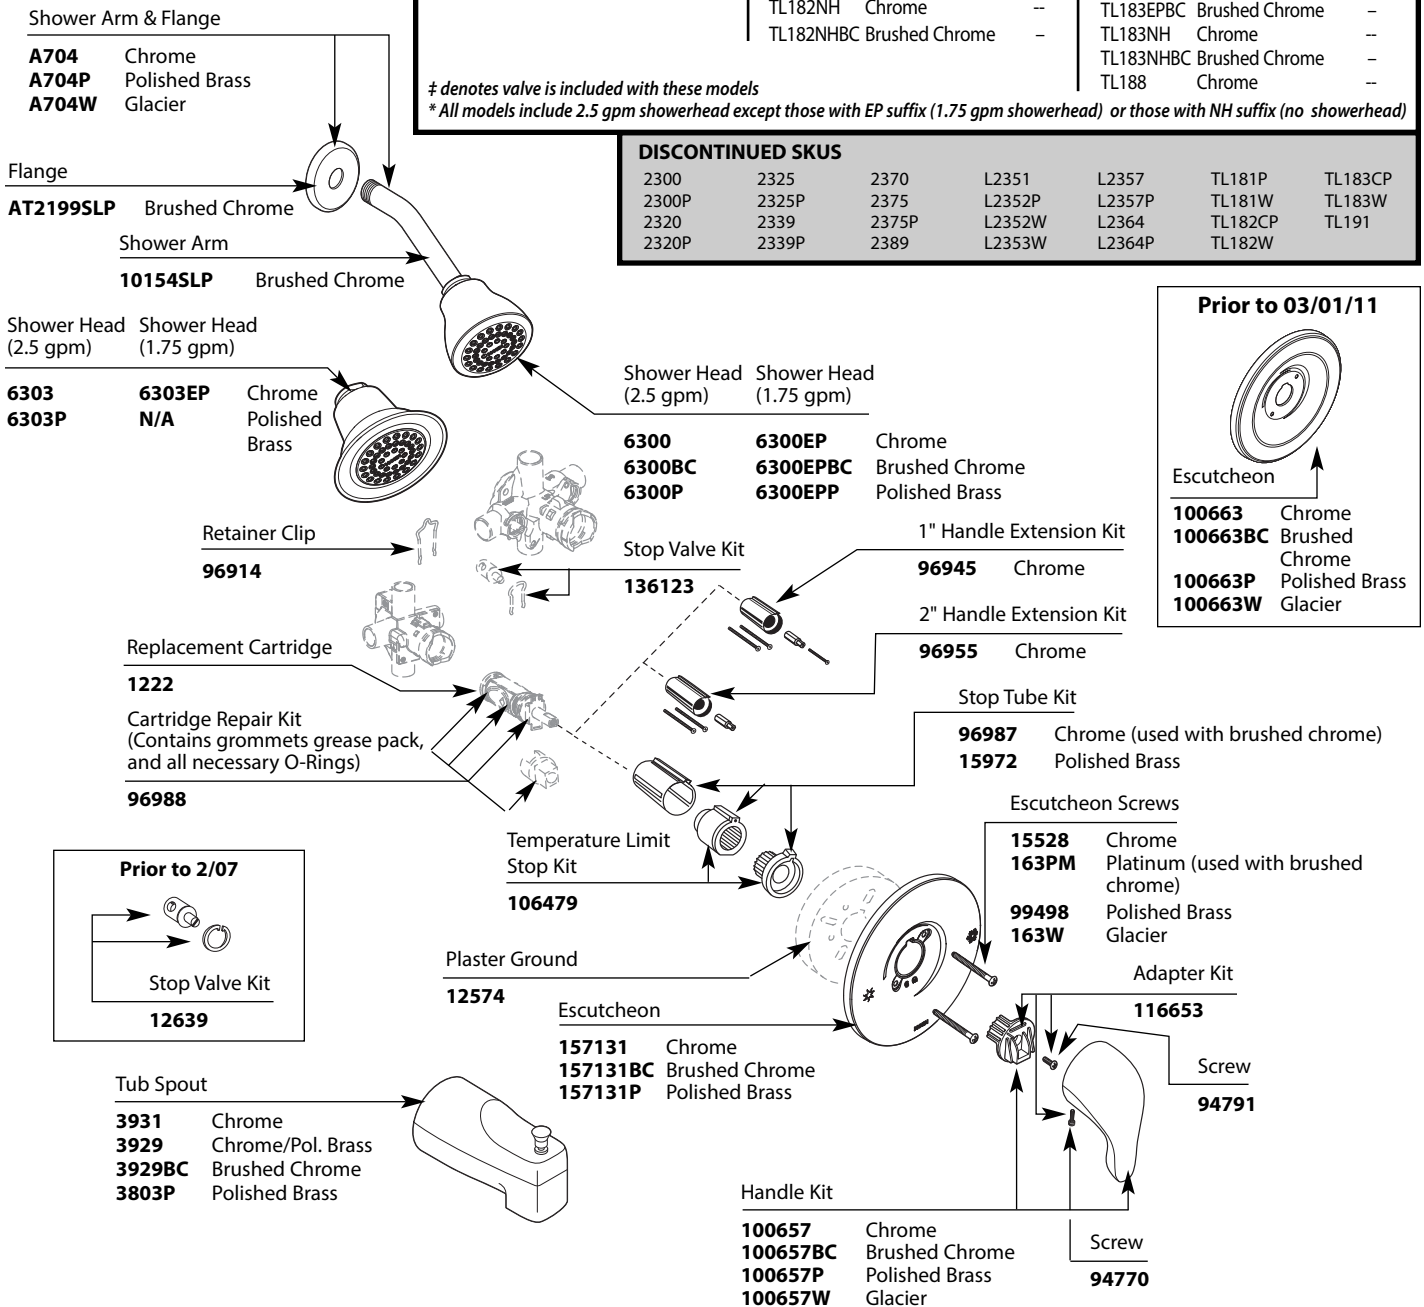 TL182NH Chrome --
TL182NHBC Brushed Chrome –
TL183EPBC Brushed Chrome –
TL183NH Chrome --
TL183NHBC Brushed Chrome –
TL188 Chrome --
‡ denotes valve is included with these models
* All models include 2.5 gpm showerhead except those with EP suffix (1.75 gpm showerhead) or those with NH suffix (no showerhead)
DISCONTINUED SKUS
2300 2325 2370 L2351 L2357 TL181P TL183CP
2300P 2325P 2375 L2352P L2357P TL181W TL183W
2320 2339 2375P L2352W L2364 TL182CP TL191
2320P 2339P 2389 L2353W L2364P TL182W
Shower Arm & Flange
A704 Chrome
A704P Polished Brass
A704W Glacier
Flange
AT2199SLP Brushed Chrome
Shower Arm
10154SLP Brushed Chrome
Shower Head Shower Head
(2.5 gpm) (1.75 gpm)
6303 6303EP Chrome
6303P N/A Polished
Brass
Shower Head Shower Head
(2.5 gpm) (1.75 gpm)
6300 6300EP Chrome
6300BC 6300EPBC Brushed Chrome
6300P 6300EPP Polished Brass
Prior to 03/01/11
Escutcheon
100663 Chrome
100663BC Brushed
Chrome
100663P Polished Brass
100663W Glacier
Retainer Clip
96914
Stop Valve Kit
136123
1" Handle Extension Kit
96945 Chrome
2" Handle Extension Kit
96955 Chrome
Replacement Cartridge
1222
Cartridge Repair Kit
(Contains grommets grease pack,
and all necessary O-Rings)
96988
Stop Tube Kit
96987 Chrome (used with brushed chrome)
15972 Polished Brass
Escutcheon Screws
15528 Chrome
163PM Platinum (used with brushed
chrome)
99498 Polished Brass
163W Glacier
Temperature Limit
Stop Kit
106479
Prior to 2/07
Stop Valve Kit
12639
Plaster Ground
12574
Escutcheon
157131 Chrome
157131BC Brushed Chrome
157131P Polished Brass
Adapter Kit
116653
Screw
94791
Tub Spout
3931 Chrome
3929 Chrome/Pol. Brass
3929BC Brushed Chrome
3803P Polished Brass
Handle Kit
100657 Chrome
100657BC Brushed Chrome
100657P Polished Brass
100657W Glacier
Screw
94770